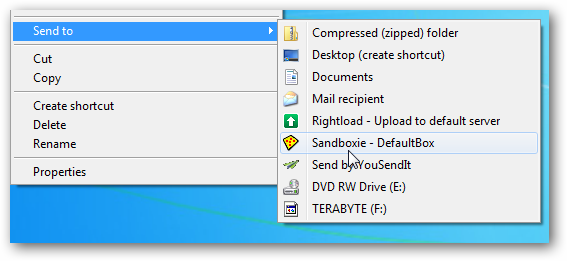 Send to
Cut
Copy
Create shortcut
Delete
Rename
Properties
Compressed (zipped) folder
Desktop (create shortcut)
Documents
Mail recipient
Rightload - Upload to default server
Sandboxie - DefaultBox
Send by YouSendIt
DVD RW Drive (E:)
TERABYTE (F:)